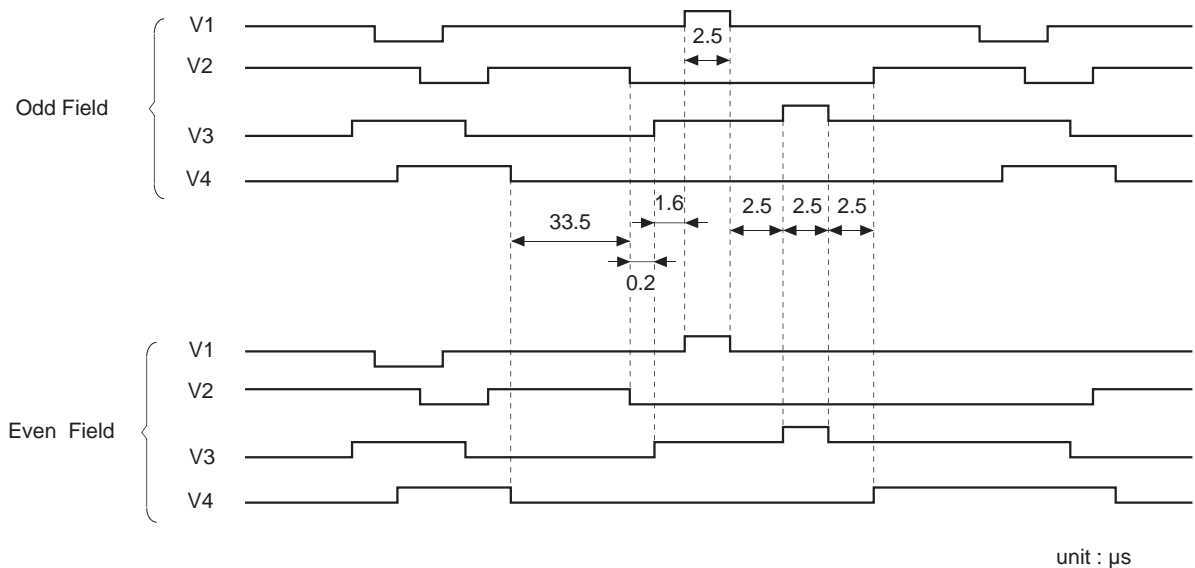 V1
2.5
V2
Odd Field
V3
V4
1.6
2.5 2.5 2.5
33.5
0.2
V1
V2
Even Field
V3
V4
unit : µs